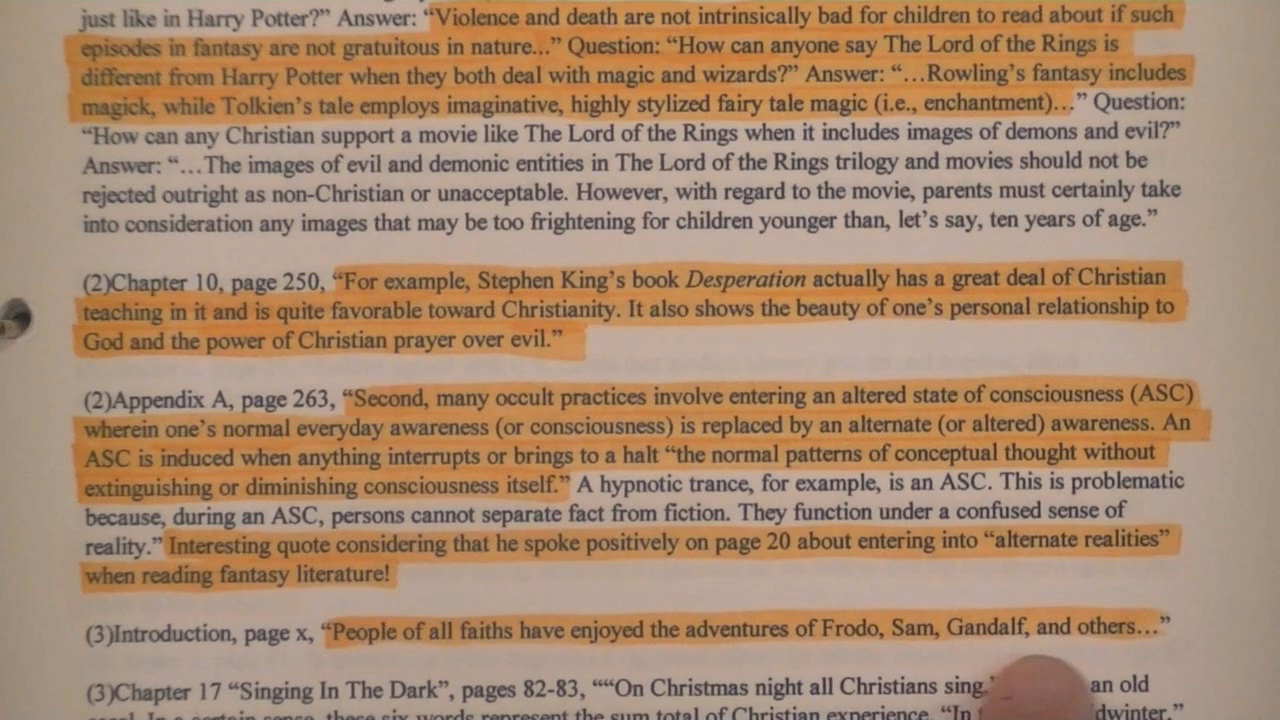 just like in Harry Potter?” Answer: “Violence and death are not intrinsically bad for children to read about if such
episodes in fantasy are not gratuitous in nature...” Question: “How can anyone say The Lord of the Rings is
different from Harry Potter when they both deal with magic and wizards?” Answer: “…Rowling’s fantasy includes
magick, while Tolkien’s tale employs imaginative, highly stylized fairy tale magic (i.e., enchantment)…” Question:
“How can any Christian support a movie like The Lord of the Rings when it includes images of demons and evil?”
Answer: “…The images of evil and demonic entities in The Lord of the Rings trilogy and movies should not be
rejected outright as non-Christian or unacceptable. However, with regard to the movie, parents must certainly take
into consideration any images that may be too frightening for children younger than, let’s say, ten years of age.”
(2)Chapter 10, page 250, “For example, Stephen King’s book Desperation actually has a great deal of Christian
teaching in it and is quite favorable toward Christianity. It also shows the beauty of one’s personal relationship to
God and the power of Christian prayer over evil.”
(2)Appendix A, page 263, “Second, many occult practices involve entering an altered state of consciousness (ASC)
wherein one’s normal everyday awareness (or consciousness) is replaced by an alternate (or altered) awareness. An
ASC is induced when anything interrupts or brings to a halt “the normal patterns of conceptual thought without
extinguishing or diminishing consciousness itself.” A hypnotic trance, for example, is an ASC. This is problematic
because, during an ASC, persons cannot separate fact from fiction. They function under a confused sense of
reality.” Interesting quote considering that he spoke positively on page 20 about entering into “alternate realities”
when reading fantasy literature!
(3)Introduction, page x, “People of all faiths have enjoyed the adventures of Frodo, Sam, Gandalf, and others…”
(3)Chapter 17 “Singing In The Dark”, pages 82-83, ““On Christmas night all Christians sing,” an old
carol. In a certain sense, these six words represent the sum total of Christian experience. “In